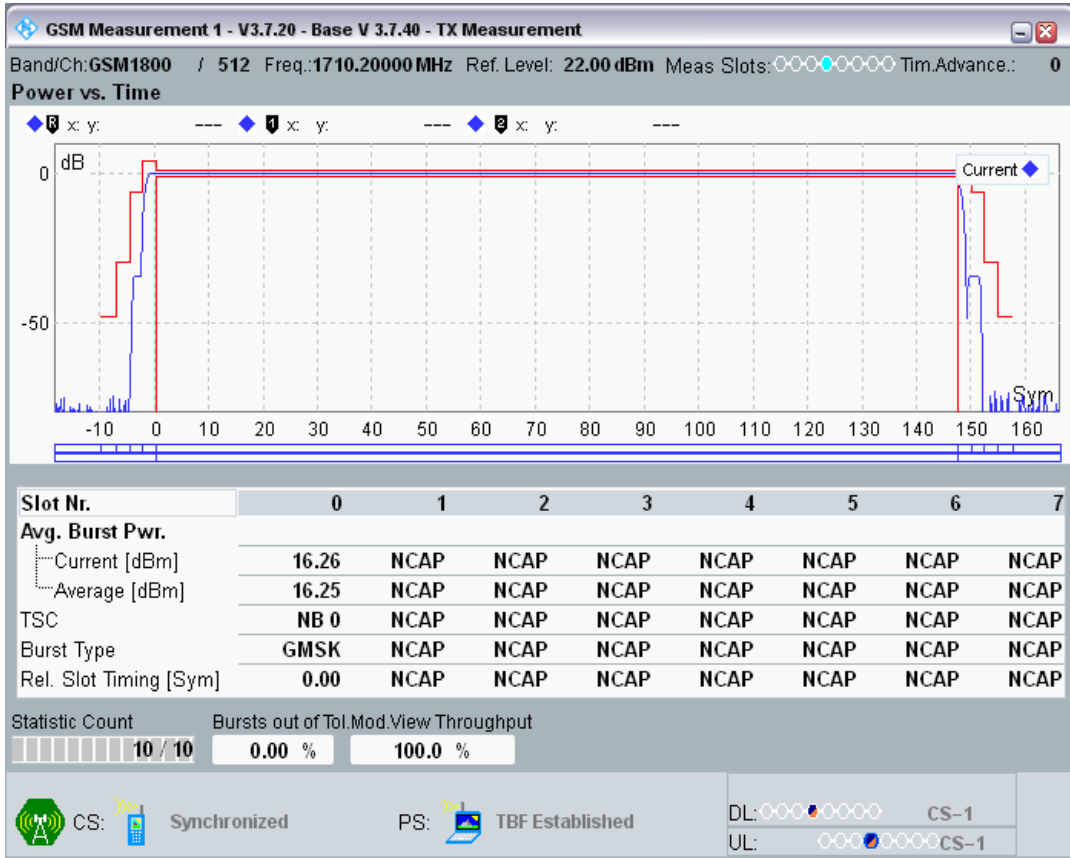 GSM Measurement 1 - V3.7.20 - Base V 3.7.40 - TX Measurement
Band/Ch:GSM1800 / 512 Freq.:1710.20000 MHz Ref. Level: 22.00 dBm Meas Slots: Tim.Advance.: 0
Power vs. Time
R x: y: --- 1 x: y: --- 2 x: y: ---
dB
Current
0
-50
Sym
-10 0 10 20 30 40 50 60 70 80 90 100 110 120 130 140 150 160
Slot Nr. 0 1 2 3 4 5 6 7
Avg. Burst Pwr.
Current [dBm] 16.26 NCAP NCAP NCAP NCAP NCAP NCAP NCAP
Average [dBm] 16.25 NCAP NCAP NCAP NCAP NCAP NCAP NCAP
TSC NB 0 NCAP NCAP NCAP NCAP NCAP NCAP NCAP
Burst Type GMSK NCAP NCAP NCAP NCAP NCAP NCAP NCAP
Rel. Slot Timing [Sym] 0.00 NCAP NCAP NCAP NCAP NCAP NCAP NCAP
Statistic Count Bursts out of Tol. Mod.View Throughput
10 / 10 0.00 % 100.0 %
CS: Synchronized PS: TBF Established
DL: CS-1
UL: CS-1